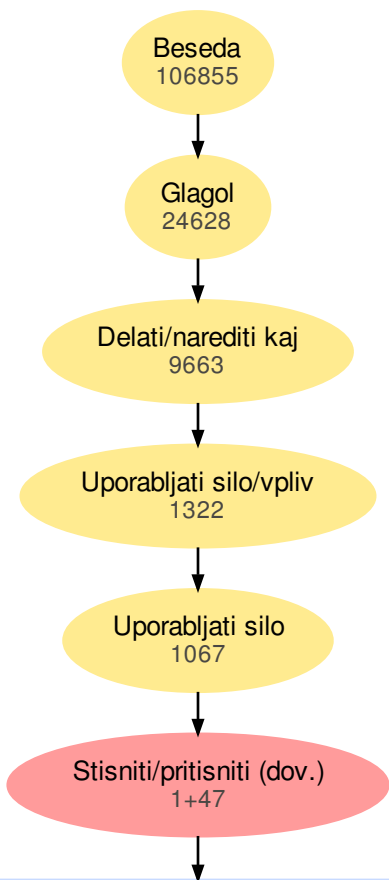 Beseda
106855
Glagol
24628
Delati/narediti kaj
9663
Uporabljati silo/vpliv
1322
Uporabljati silo
1067
Stisniti/pritisniti (dov.)
1+47